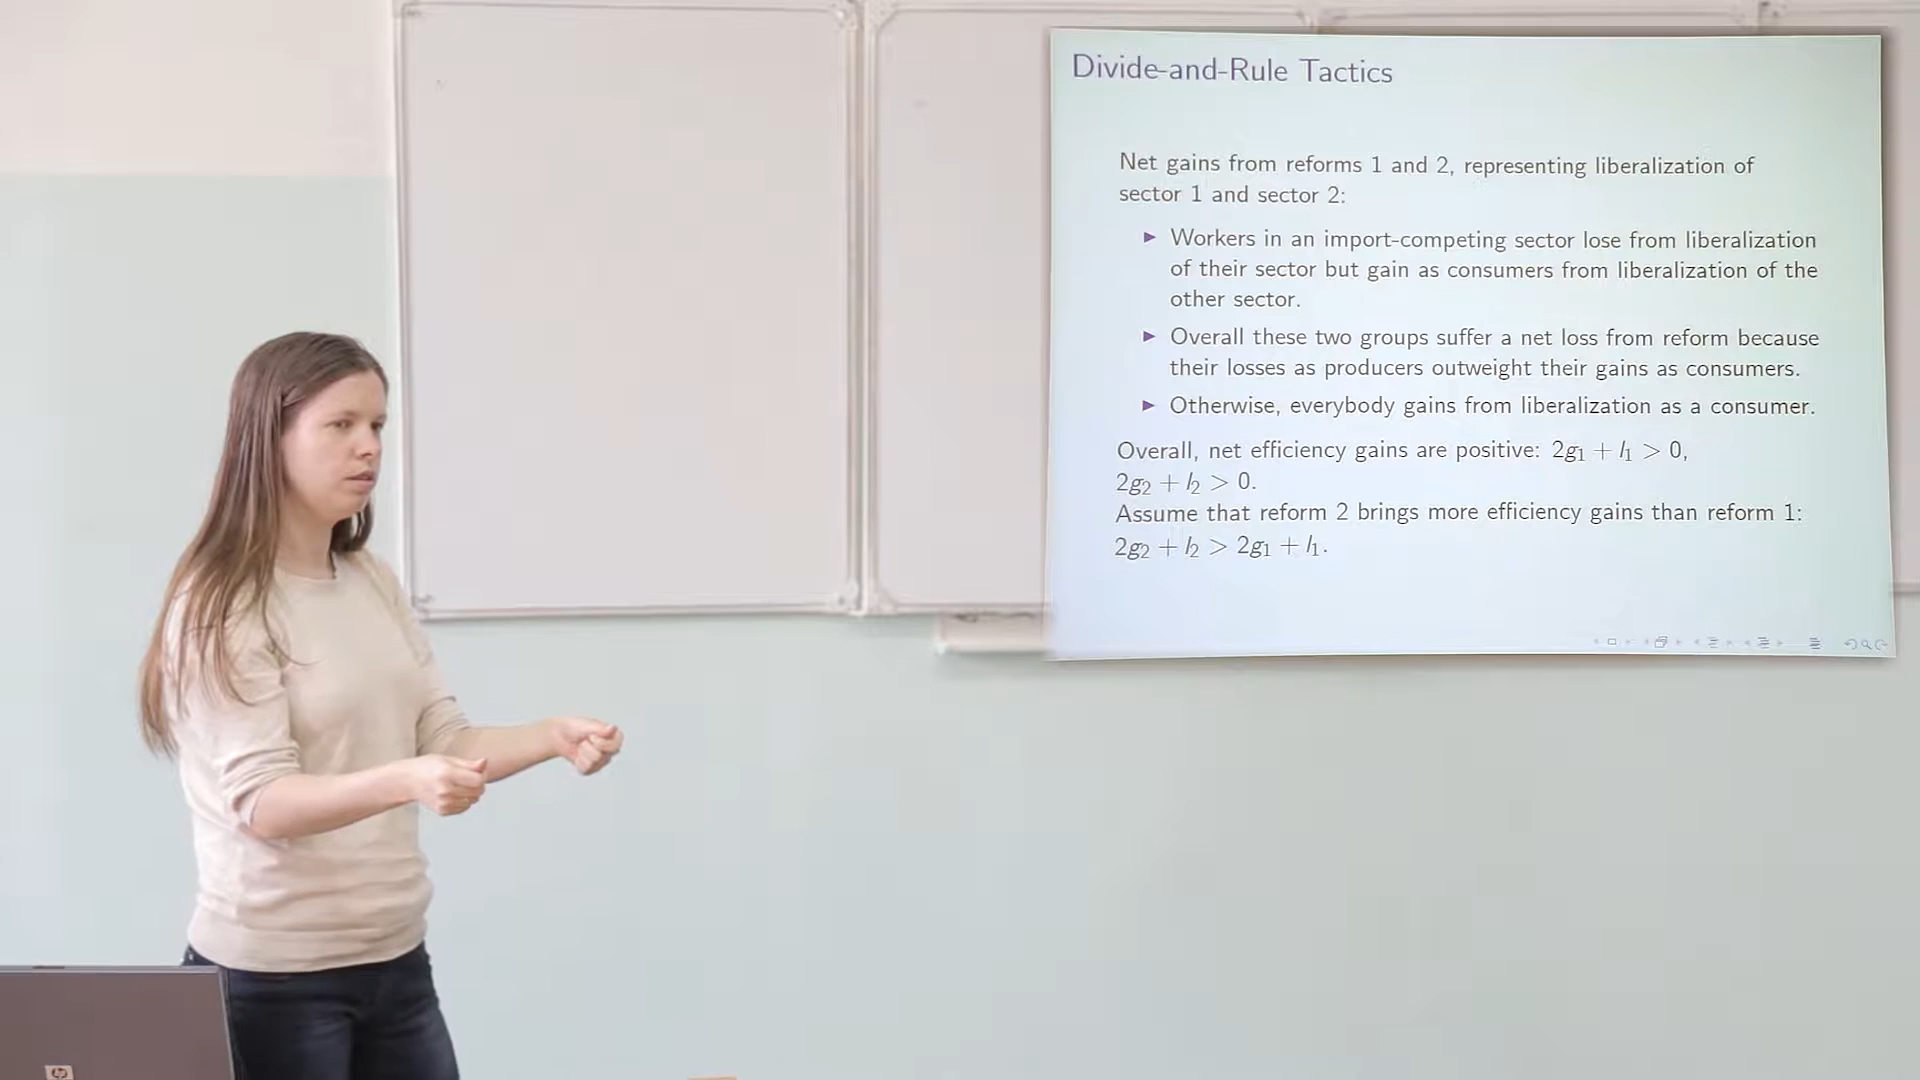 Divide-and-Rule Tactics
Net gains from reforms 1 and 2, representing liberalization of
sector 1 and sector 2:
► Workers in an import-competing sector lose from liberalization
of their sector but gain as consumers from liberalization of the
other sector.
► Overall these two groups suffer a net loss from reform because
their losses as producers outweight their gains as consumers.
► Otherwise, everybody gains from liberalization as a consumer.
Overall, net efficiency gains are positive: 2g₁ + l₁ > 0,
2g₂ + l₂ > 0.
Assume that reform 2 brings more efficiency gains than reform 1:
2g₂ + l₂ > 2g₁ + l₁.
hp